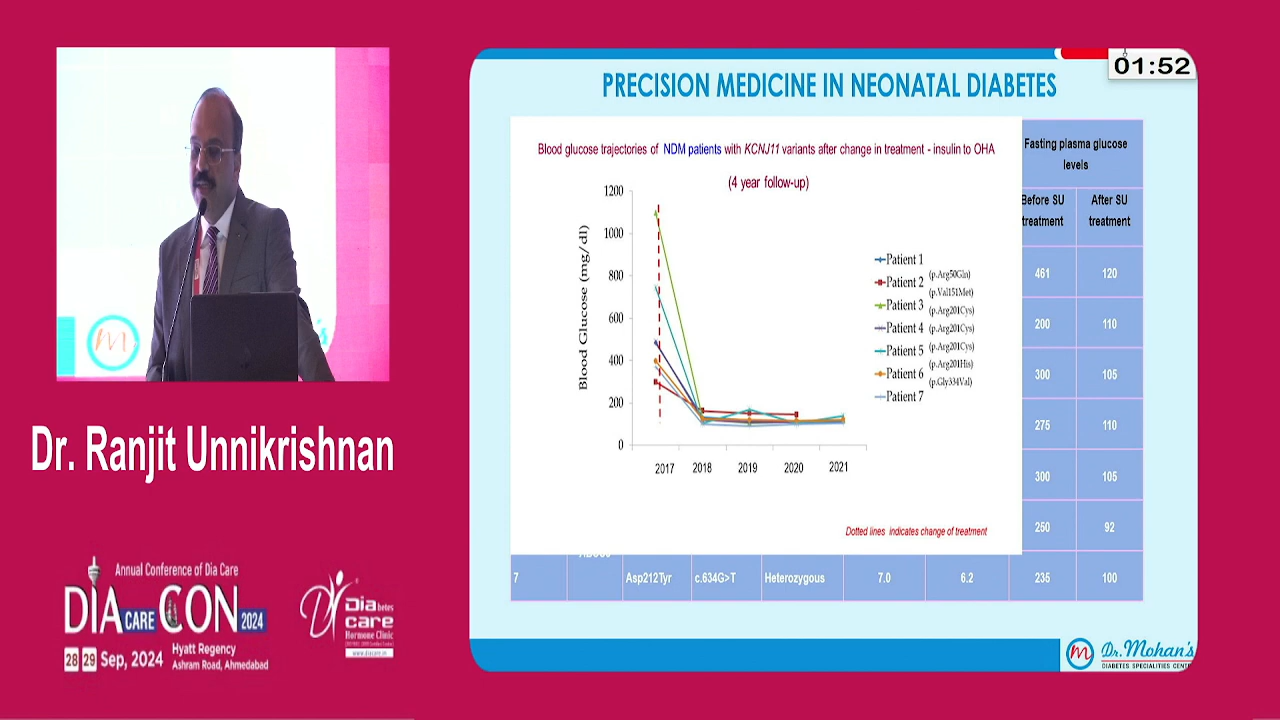 01:52
PRECISION MEDICINE IN NEONATAL DIABETES
Blood glucose trajectories of NDM patients with KCNJ11 variants after change in treatment - insulin to OHA
(4 year follow-up)
Blood Glucose (mg/dl)
1200
1000
800
600
400
200
0
2017 2018 2019 2020 2021
Patient 1
Patient 2
Patient 3
Patient 4
Patient 5
Patient 6
Patient 7
(p.Arg50Gln)
(p.Val151Met)
(p.Arg201Cys)
(p.Arg201Cys)
(p.Arg201Cys)
(p.Arg201His)
(p.Gly334Val)
Dotted lines indicates change of treatment
Fasting plasma glucose
levels
Before SU
treatment
After SU
treatment
461 120
200 110
300 105
275 110
300 105
250 92
7 Asp212Tyr c.634G>T Heterozygous 7.0 6.2 235 100
m Dr.Mohan's
DIABETES SPECIALITIES CENT
Dr. Ranjit Unnikrishnan
Annual Conference of Dia Care
DIA CARE CON 2024
28 29 Sep, 2024
Hyatt Regency
Ashram Road, Ahmedabad
Diabetes
care
Hormone Clinic
www.diacare.in